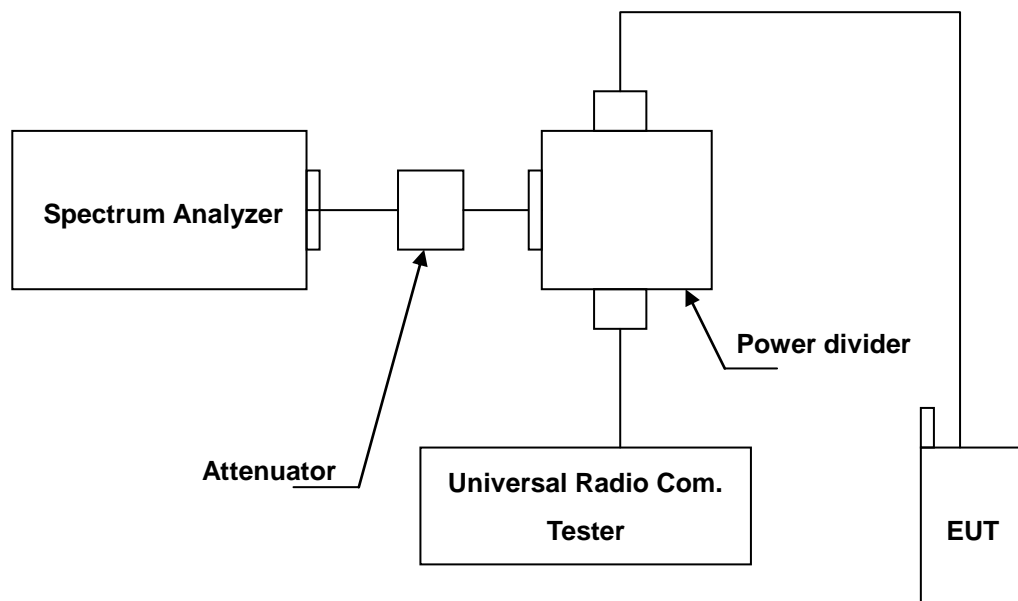 Spectrum Analyzer
Power divider
Attenuator
Universal Radio Com.
Tester
EUT